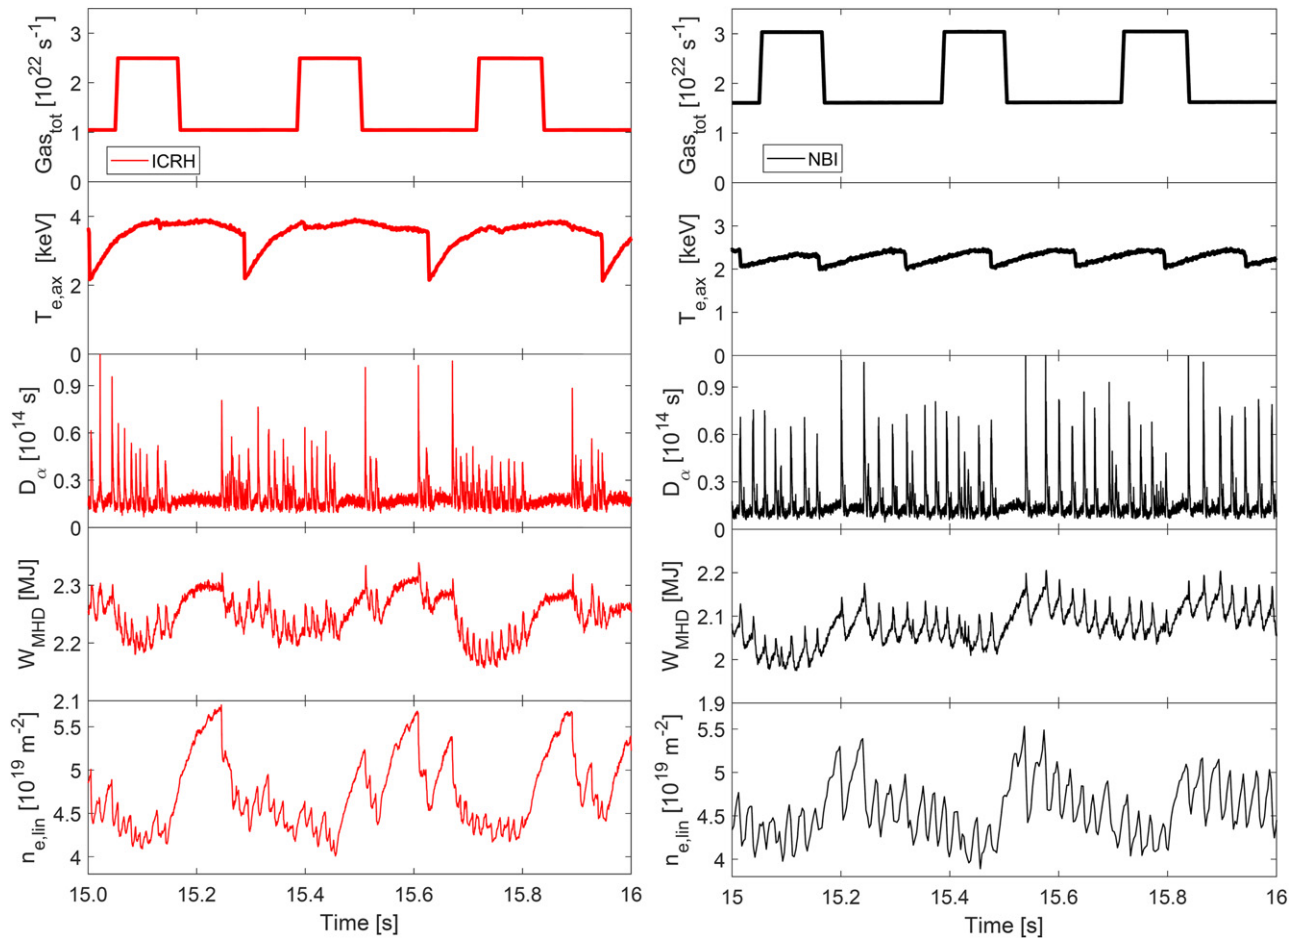 Gas_tot [10^22 s^-1]
3
2
1
0
ICRH
T_e,ax [keV]
4
2
0
D_α [10^14 s]
0.9
0.6
0.3
0
W_MHD [MJ]
2.3
2.2
2.1
n_e,lin [10^19 m^-2]
5.5
5
4.5
4
15.0 15.2 15.4 15.6 15.8 16
Time [s]
Gas_tot [10^22 s^-1]
3
2
1
0
NBI
T_e,ax [keV]
3
2
1
0
D_α [10^14 s]
0.9
0.6
0.3
0
W_MHD [MJ]
2.2
2.1
2
1.9
n_e,lin [10^19 m^-2]
5.5
5
4.5
4
15 15.2 15.4 15.6 15.8 16
Time [s]